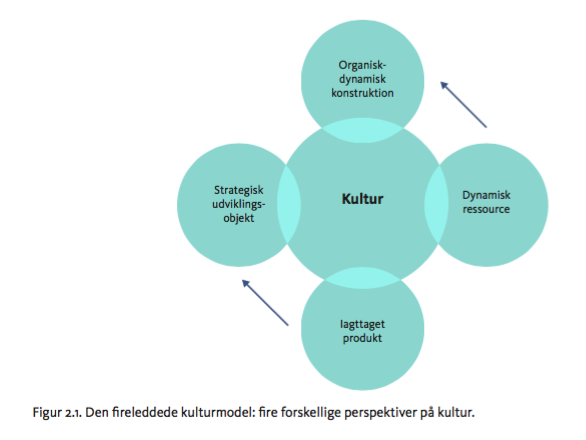 Organisk-
dynamisk
konstruktion
Strategisk
udviklings-
objekt
Kultur
Dynamisk
ressource
Iagttaget
produkt
Figur 2.1. Den fireleddede kulturmodel: fire forskellige perspektiver på kultur.